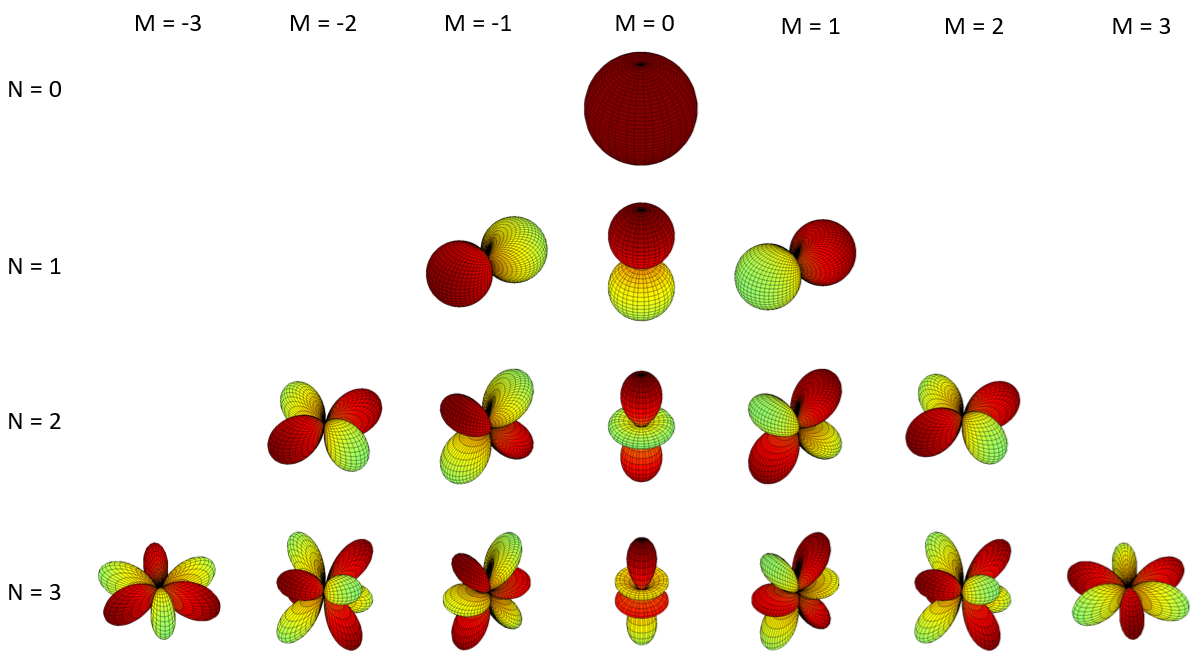 M = -3 M = -2 M = -1 M = 0 M = 1 M = 2 M = 3
N = 0
N = 1
N = 2
N = 3